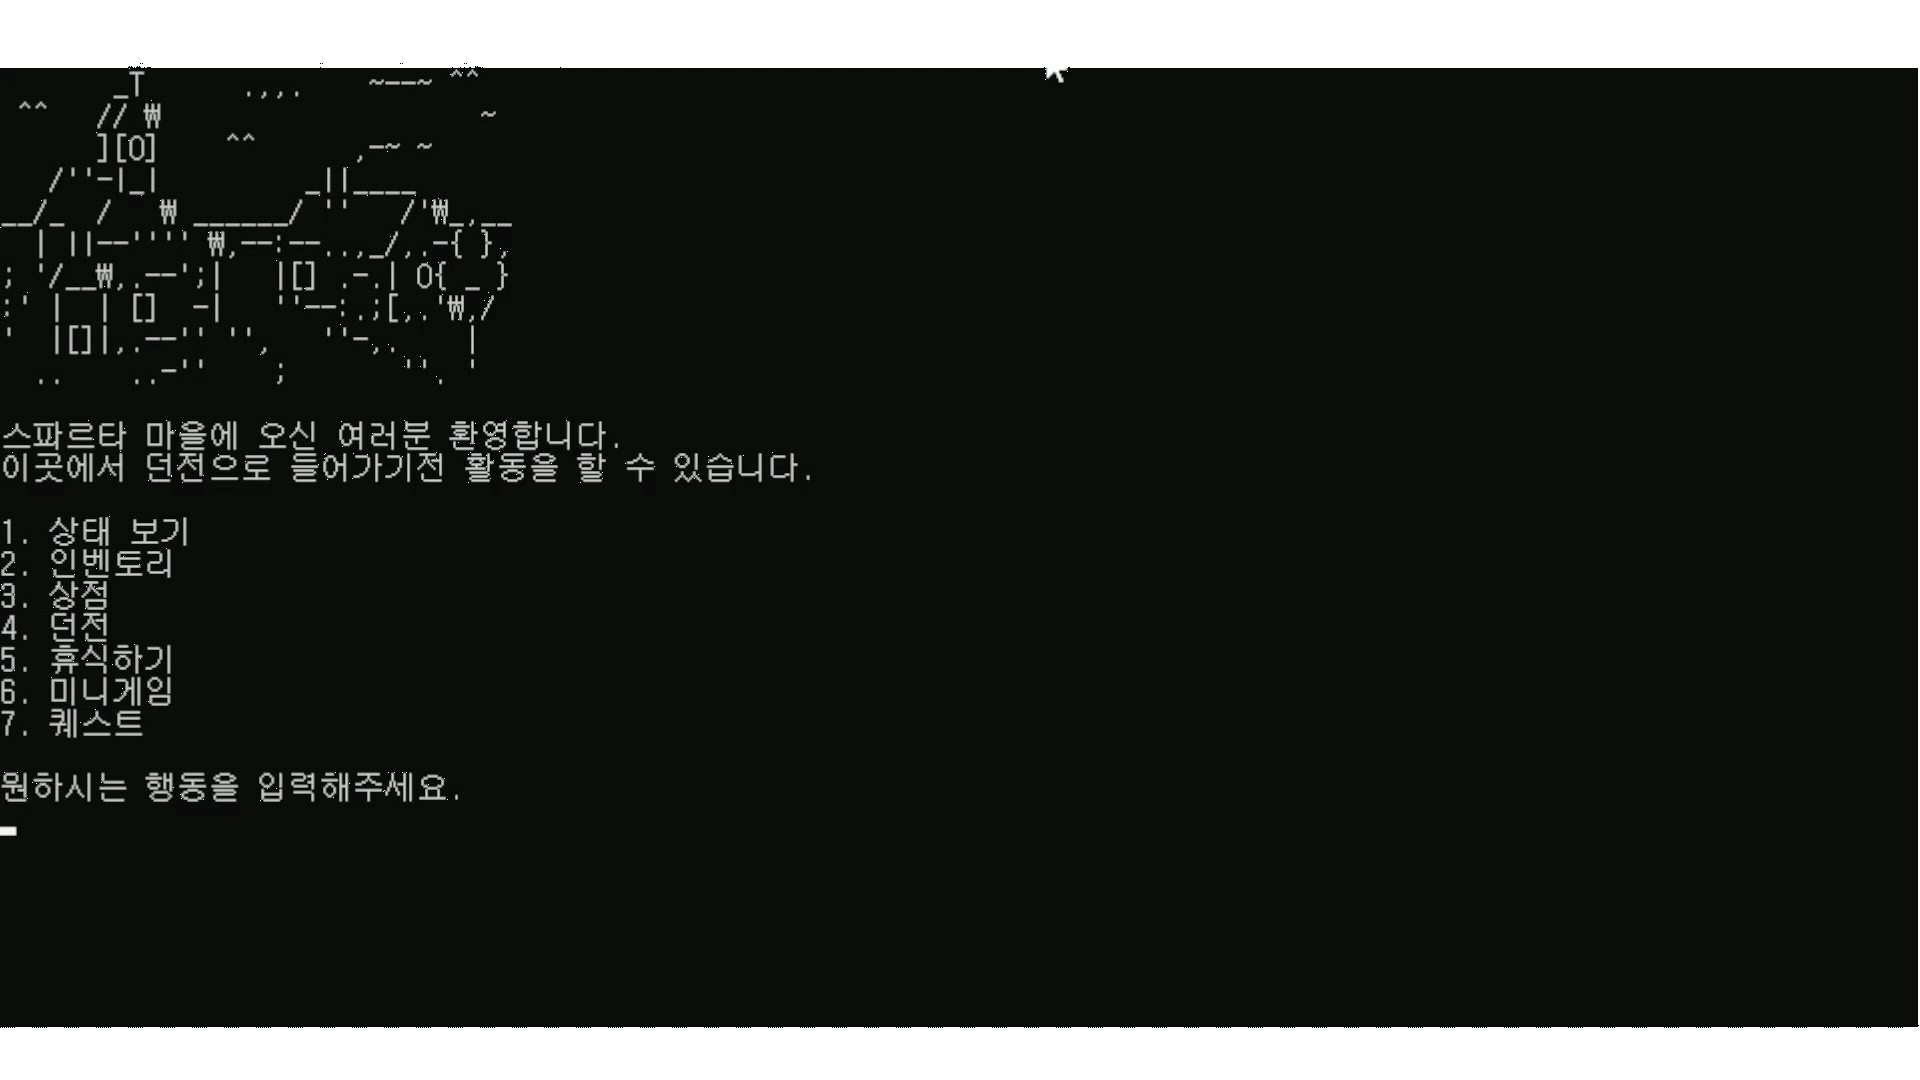 스파르타 마을에 오신 여러분 환영합니다.
이곳에서 던전으로 들어가기전 활동을 할 수 있습니다.
1. 상태 보기
2. 인벤토리
3. 상점
4. 던전
5. 휴식하기
6. 미니게임
7. 퀘스트
원하시는 행동을 입력해주세요.